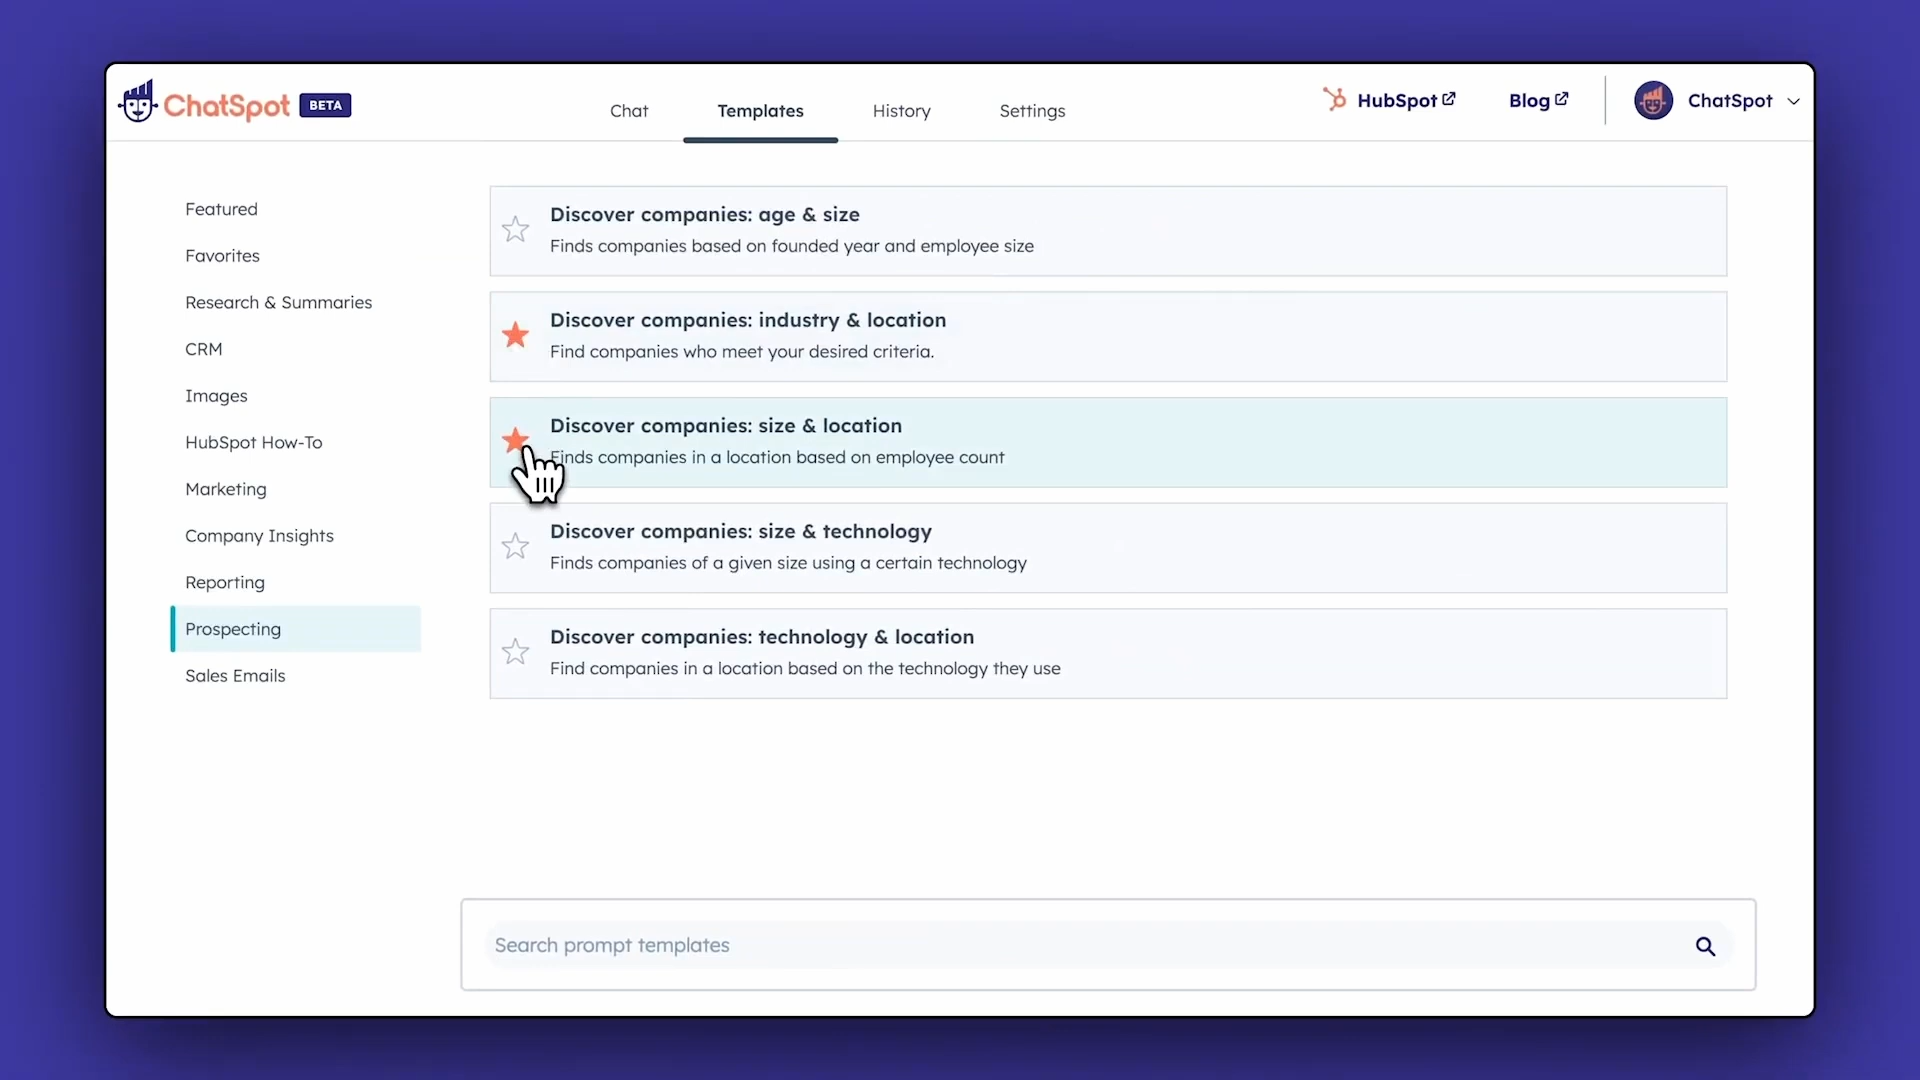 ChatSpot BETA
Chat
Templates
History
Settings
HubSpot
Blog
ChatSpot
Featured
Favorites
Research & Summaries
CRM
Images
HubSpot How-To
Marketing
Company Insights
Reporting
Prospecting
Sales Emails
Discover companies: age & size
Finds companies based on founded year and employee size
Discover companies: industry & location
Find companies who meet your desired criteria.
Discover companies: size & location
Finds companies in a location based on employee count
Discover companies: size & technology
Finds companies of a given size using a certain technology
Discover companies: technology & location
Find companies in a location based on the technology they use
Search prompt templates